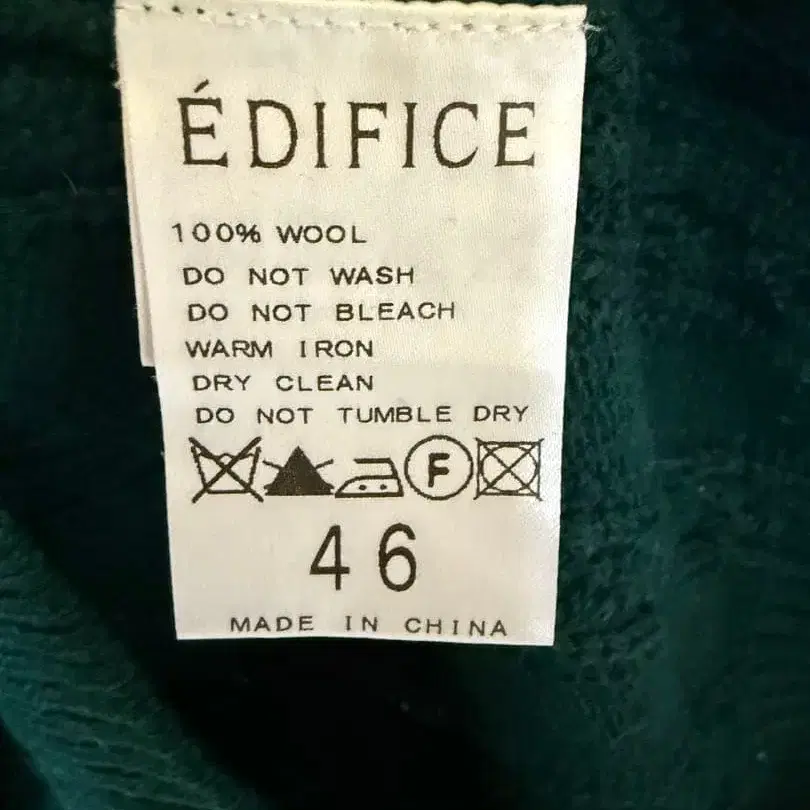 ÉDIFICE
100% WOOL
DO NOT WASH
DO NOT BLEACH
WARM IRON
DRY CLEAN
DO NOT TUMBLE DRY
F
46
MADE IN CHINA